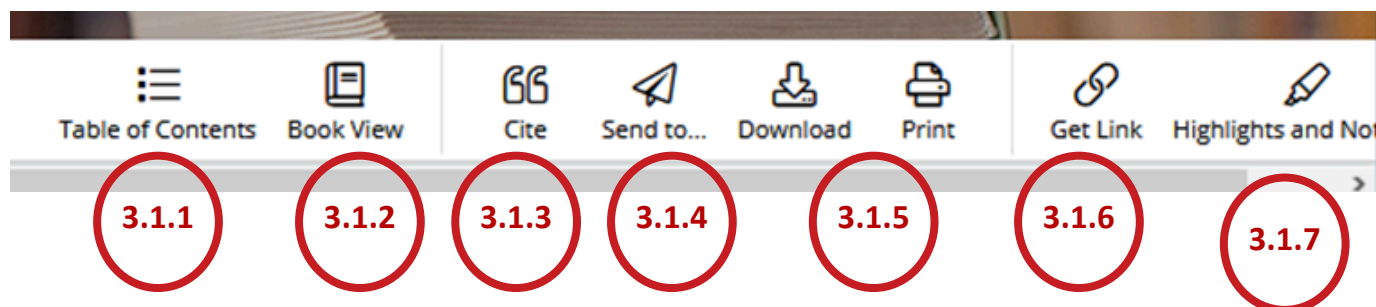 Table of Contents Book View Cite Send to... Download Print Get Link Highlights and Not
3.1.1 3.1.2 3.1.3 3.1.4 3.1.5 3.1.6 3.1.7